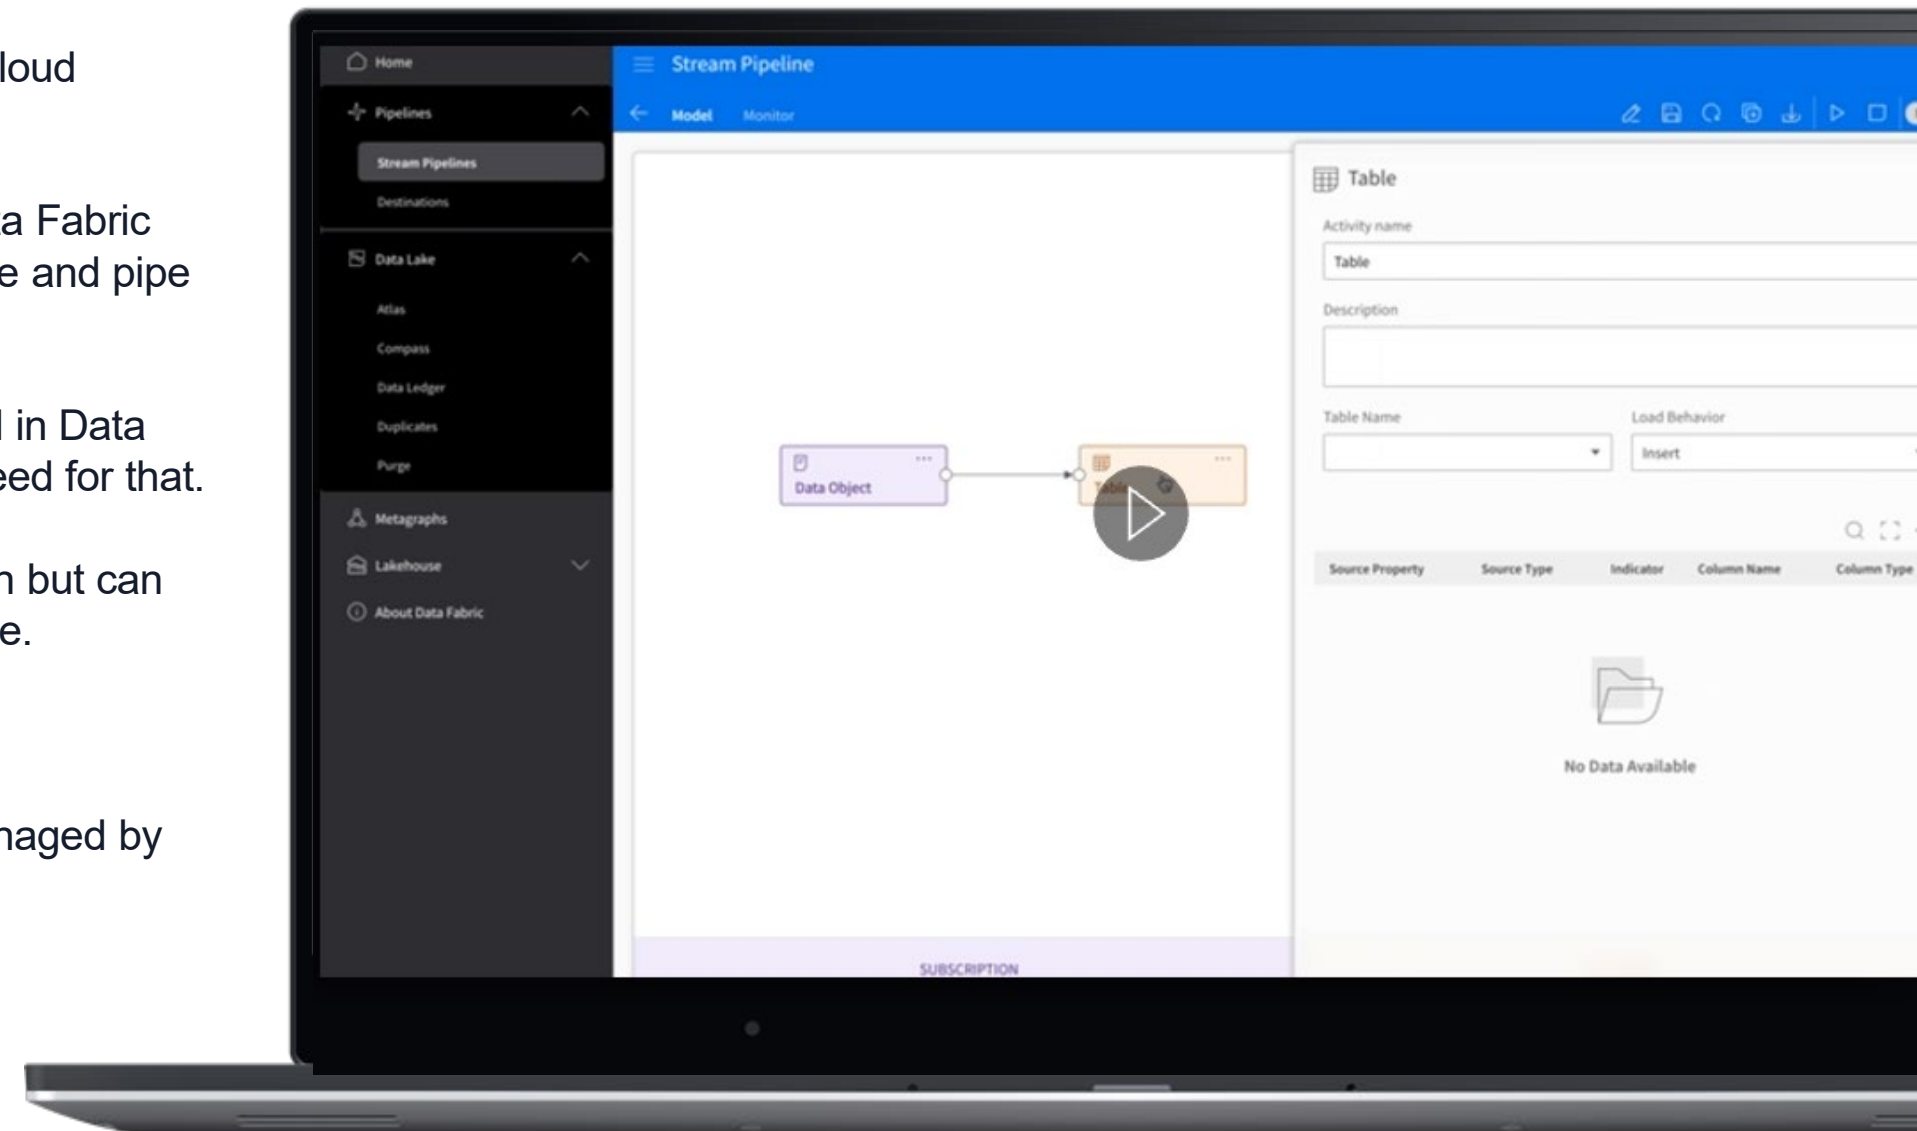 loud
a Fabric
e and pipe
in Data
eed for that.
n but can
e.
naged by
Home
Pipelines
Stream Pipelines
Destinations
Data Lake
Atlas
Compass
Data Ledger
Duplicates
Purge
Metagraphs
Lakehouse
About Data Fabric
Stream Pipeline
Model Monitor
Data Object
Table
SUBSCRIPTION
Table
Activity name
Table
Description
Table Name Load Behavior
Insert
Source Property Source Type Indicator Column Name Column Type
No Data Available